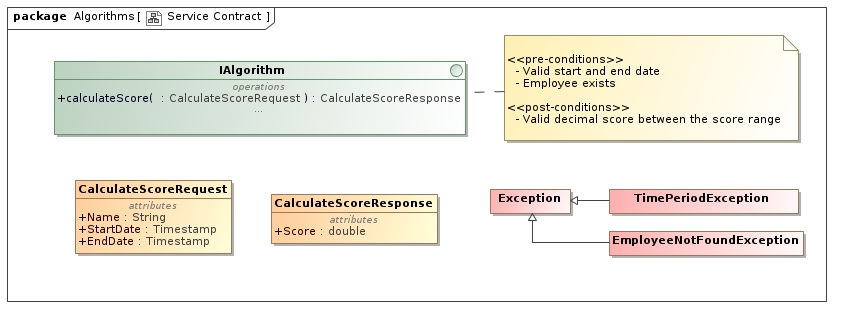 package Algorithms [ Service Contract ]
IAlgorithm
operations
+calculateScore( : CalculateScoreRequest ) : CalculateScoreResponse
...
<<pre-conditions>>
- Valid start and end date
- Employee exists
<<post-conditions>>
- Valid decimal score between the score range
CalculateScoreRequest
attributes
+Name : String
+StartDate : Timestamp
+EndDate : Timestamp
CalculateScoreResponse
attributes
+Score : double
Exception
TimePeriodException
EmployeeNotFoundException